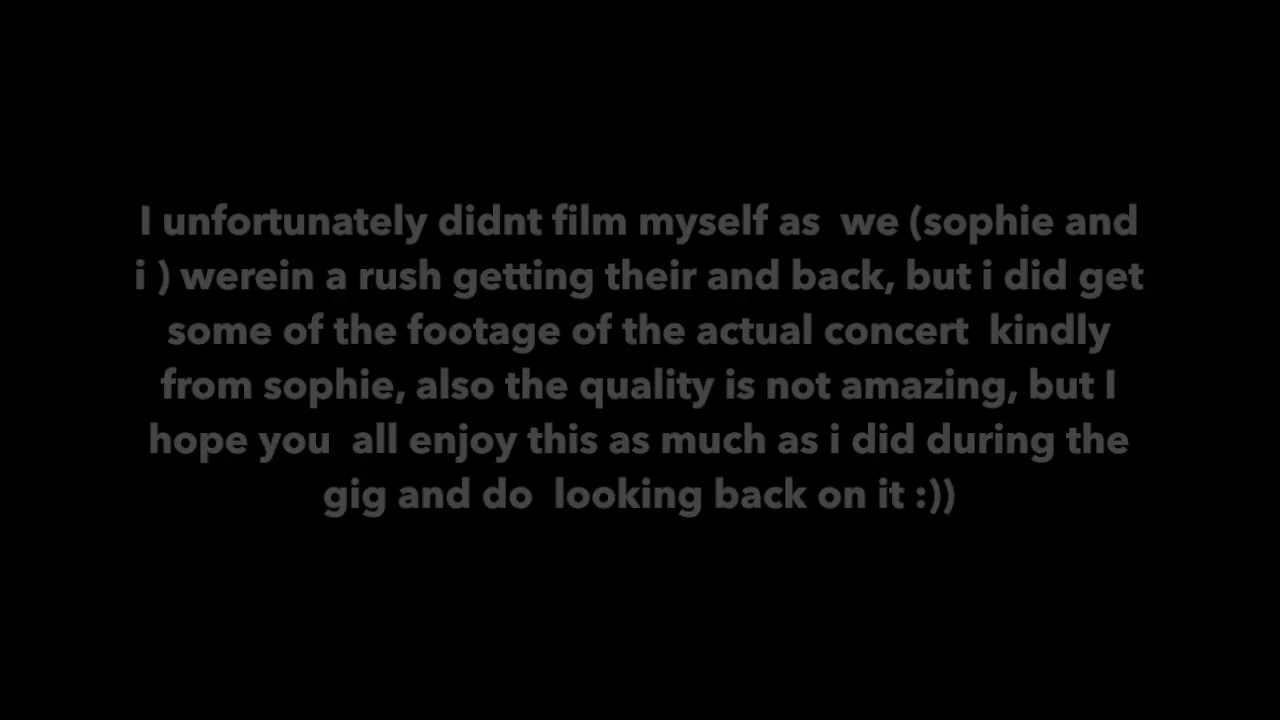 I unfortunately didnt film myself as  we (sophie and
i ) werein a rush getting their and back, but i did get
some of the footage of the actual concert  kindly
from sophie, also the quality is not amazing, but I
hope you  all enjoy this as much as i did during the
gig and do  looking back on it :))